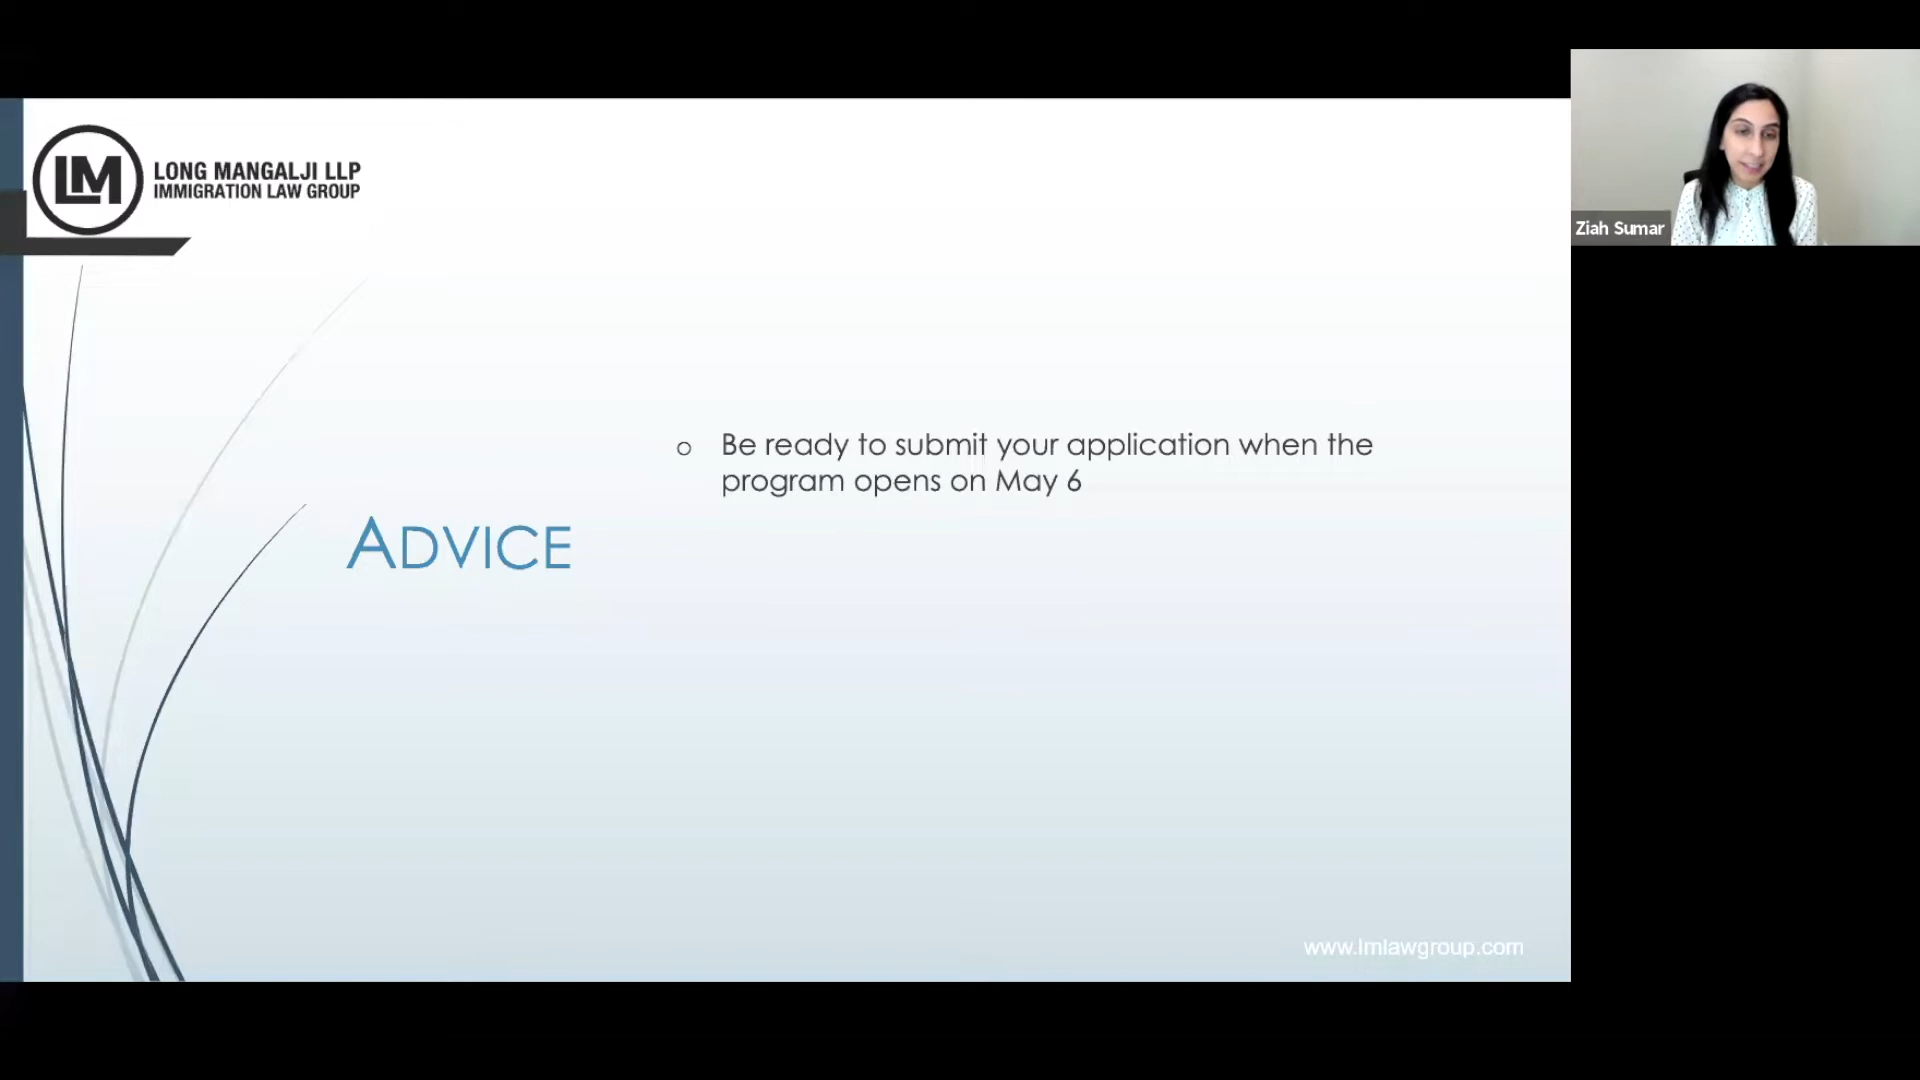 LM
LONG MANGALJI LLP
IMMIGRATION LAW GROUP
Ziah Sumar
Be ready to submit your application when the
program opens on May 6
ADVICE
www.lmlawgroup.com